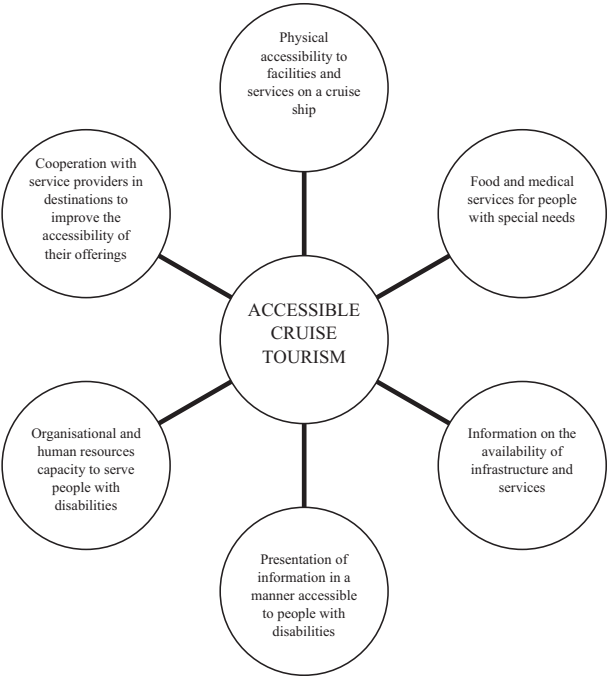 Physical
accessibility to
facilities and
services on a cruise
ship
Cooperation with
service providers in
destinations to
improve the
accessibility of
their offerings
Food and medical
services for people
with special needs
ACCESSIBLE
CRUISE
TOURISM
Organisational and
human resources
capacity to serve
people with
disabilities
Information on the
availability of
infrastructure and
services
Presentation of
information in a
manner accessible
to people with
disabilities